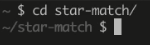 ~ $ cd star-match/
~/star-match $